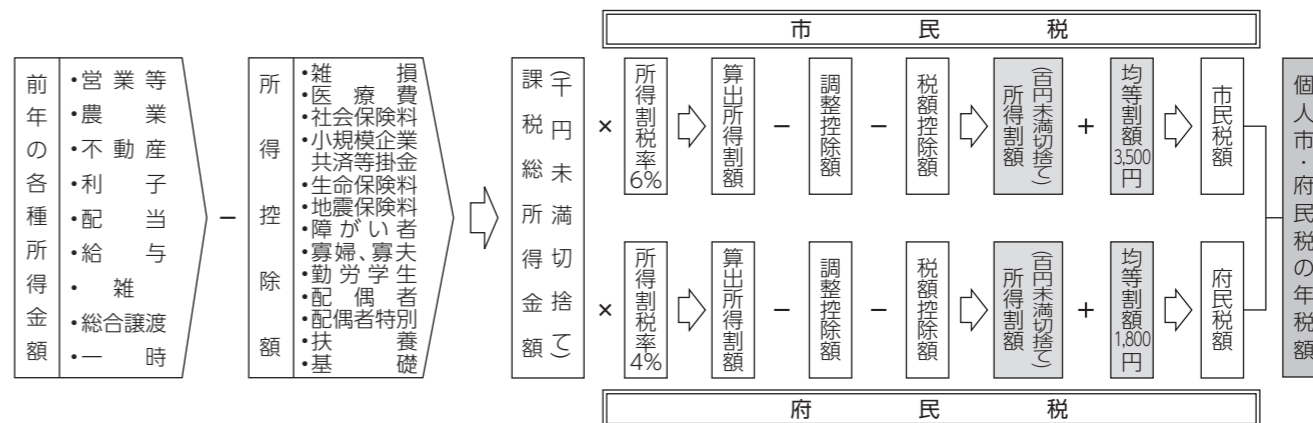 市民税
前年の各種所得金額
•営業等
•農業
•不動産
•利子
•配当
•給与
•雑
•総合譲渡
•一時
−
所得控除額
•雑損
•医療費
•社会保険料
•小規模企業
共済等掛金
•生命保険料
•地震保険料
•障がい者
•寡婦、寡夫
•勤労学生
•配偶者
•配偶者特別
•扶養
•基礎
課税総所得金額
(千円未満切捨て)
×
所得割税率
6%
算出所得割額
−
調整控除額
−
税額控除額
所得割額
(百円未満切捨て)
+
均等割額
3,500
円
市民税額
×
所得割税率
4%
算出所得割額
−
調整控除額
−
税額控除額
所得割額
(百円未満切捨て)
+
均等割額
1,800
円
府民税額
個人市・府民税の年税額
府民税